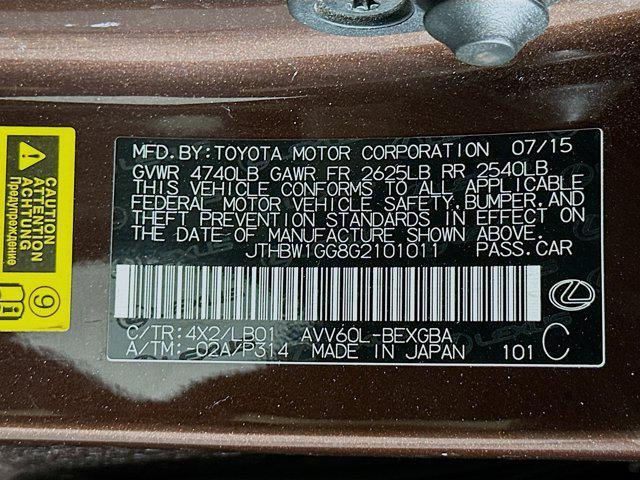 MFD. BY: TOYOTA MOTOR CORPORATION 07/15
GVWR 4740LB GAWR FR 2625LB RR 2540LB
THIS VEHICLE CONFORMS TO ALL APPLICABLE
FEDERAL MOTOR VEHICLE SAFETY, BUMPER, AND
THEFT PREVENTION STANDARDS IN EFFECT ON
THE DATE OF MANUFACTURE SHOWN ABOVE.
JTHBW1GG8G2101011 PASS.CAR
C/TR:4X2/LB01 AVV60L-BEXGBA
A/TM:-02A/P314 MADE IN JAPAN 101 C
CAUTION
ATTENTION
ACHTUNG
Предупреждение
9